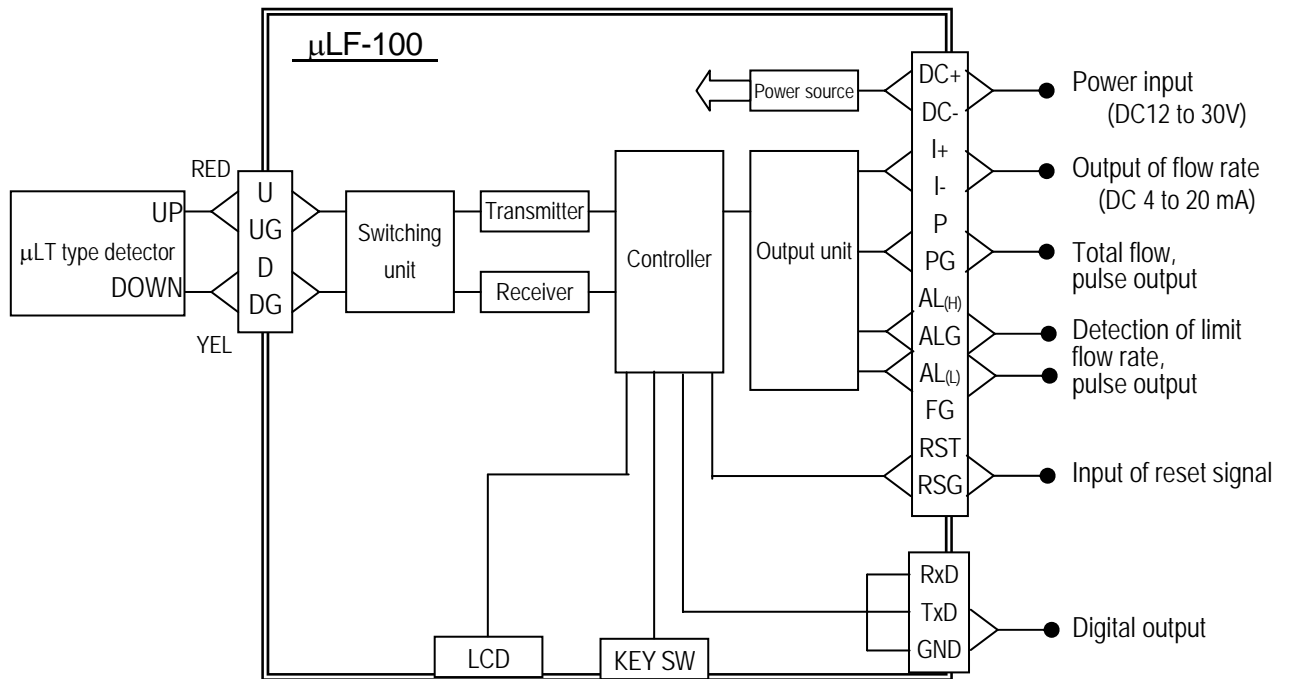 μLF-100
RED
UP
μLT type detector
DOWN
YEL
U
UG
D
DG
Switching
unit
Transmitter
Receiver
Controller
Output unit
Power source
LCD
KEY SW
DC+
DC-
I+
I-
P
PG
AL(H)
ALG
AL(L)
FG
RST
RSG
RxD
TxD
GND
Power input
(DC12 to 30V)
Output of flow rate
(DC 4 to 20 mA)
Total flow,
pulse output
Detection of limit
flow rate,
pulse output
Input of reset signal
Digital output